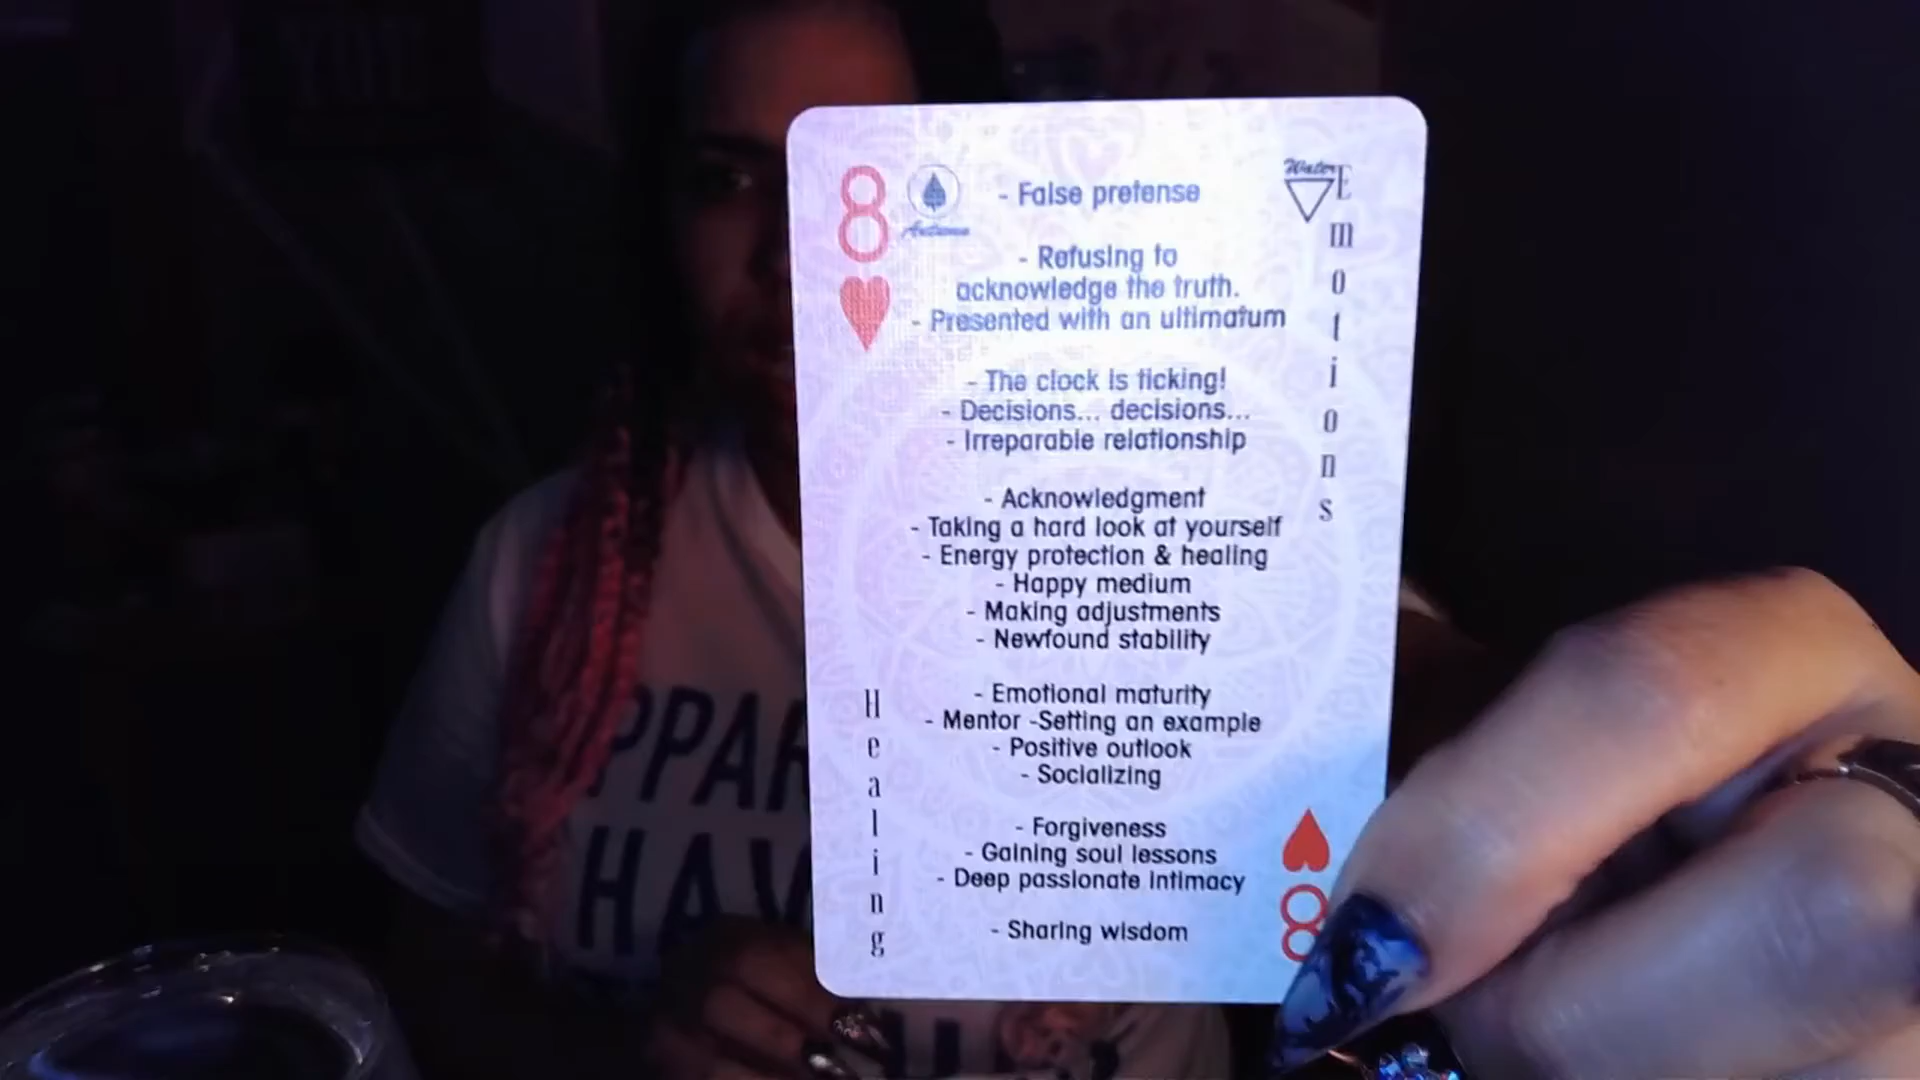 8
Autumn
Water
Emotions
- False pretense
- Refusing to
acknowledge the truth.
- Presented with an ultimatum
- The clock is ticking!
- Decisions... decisions...
- Irreparable relationship
- Acknowledgment
- Taking a hard look at yourself
- Energy protection & healing
- Happy medium
- Making adjustments
- Newfound stability
- Emotional maturity
- Mentor -Setting an example
- Positive outlook
- Socializing
- Forgiveness
- Gaining soul lessons
- Deep passionate intimacy
- Sharing wisdom
Healing
8